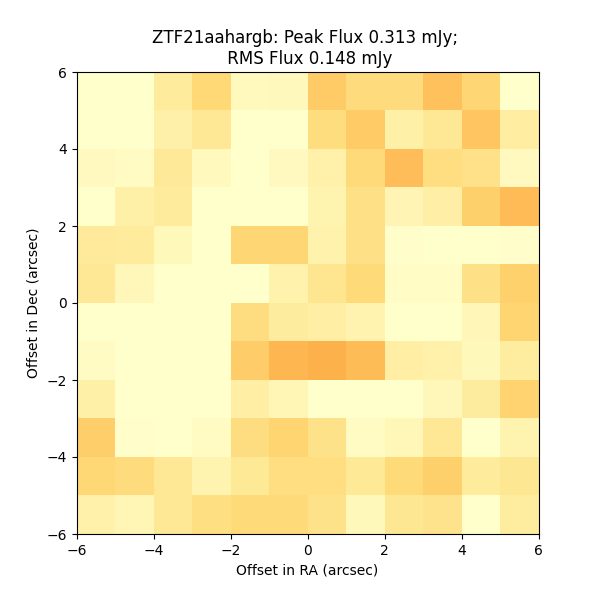 ZTF21aahargb: Peak Flux 0.313 mJy;
RMS Flux 0.148 mJy
6
4
2
0
−2
−4
−6
Offset in Dec (arcsec)
−6 −4 −2 0 2 4 6
Offset in RA (arcsec)